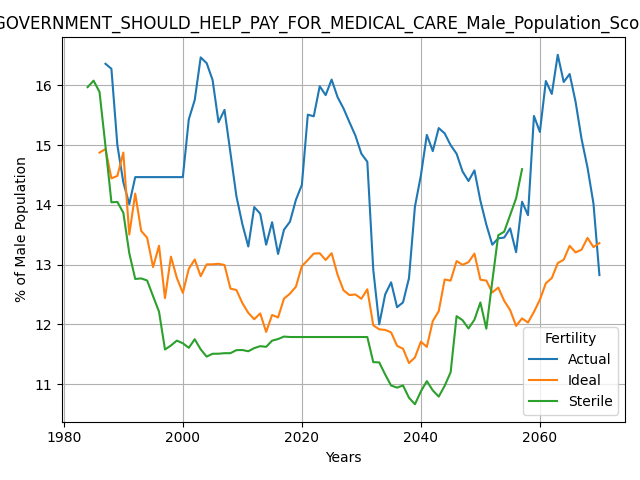 GOVERNMENT_SHOULD_HELP_PAY_FOR_MEDICAL_CARE_Male_Population_Sco
16
15
14
13
12
11
% of Male Population
1980
2000
2020
2040
2060
Years
Fertility
Actual
Ideal
Sterile